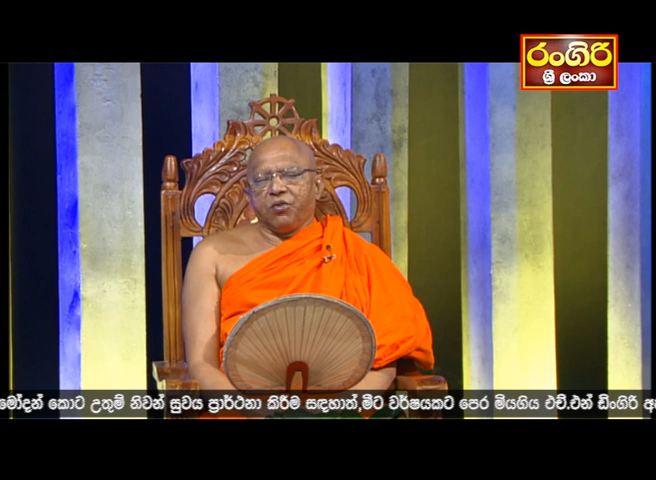 රංගිරි
ශ්‍රී ලංකා
මෝදන් කොට උතුම් නිවන් සුවය ප්‍රාර්ථනා කිරීම සඳහාත්,මීට වර්ෂයකට පෙර මියගිය එච්.එන් ඩිංගිරි